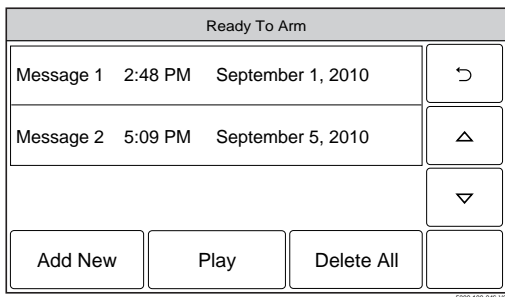 Ready To Arm
Message 1 2:48 PM September 1, 2010
Message 2 5:09 PM September 5, 2010
Add New Play Delete All